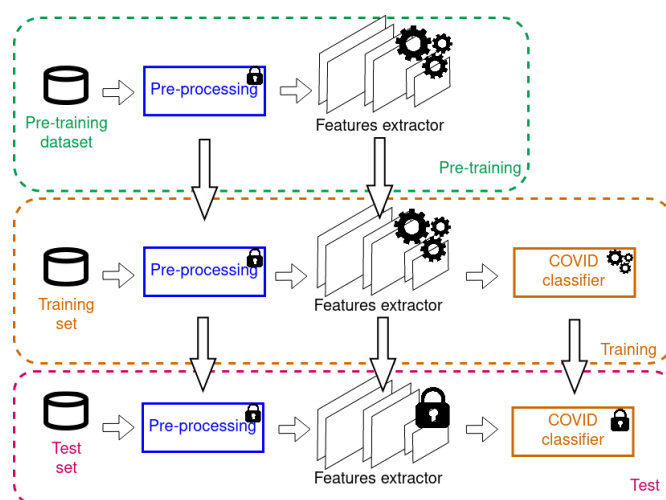 Pre-processing
Pre-training
dataset
Features extractor
Pre-training
Pre-processing
COVID
classifier
Training
set
Features extractor
Training
Pre-processing
COVID
classifier
Test
set
Features extractor
Test